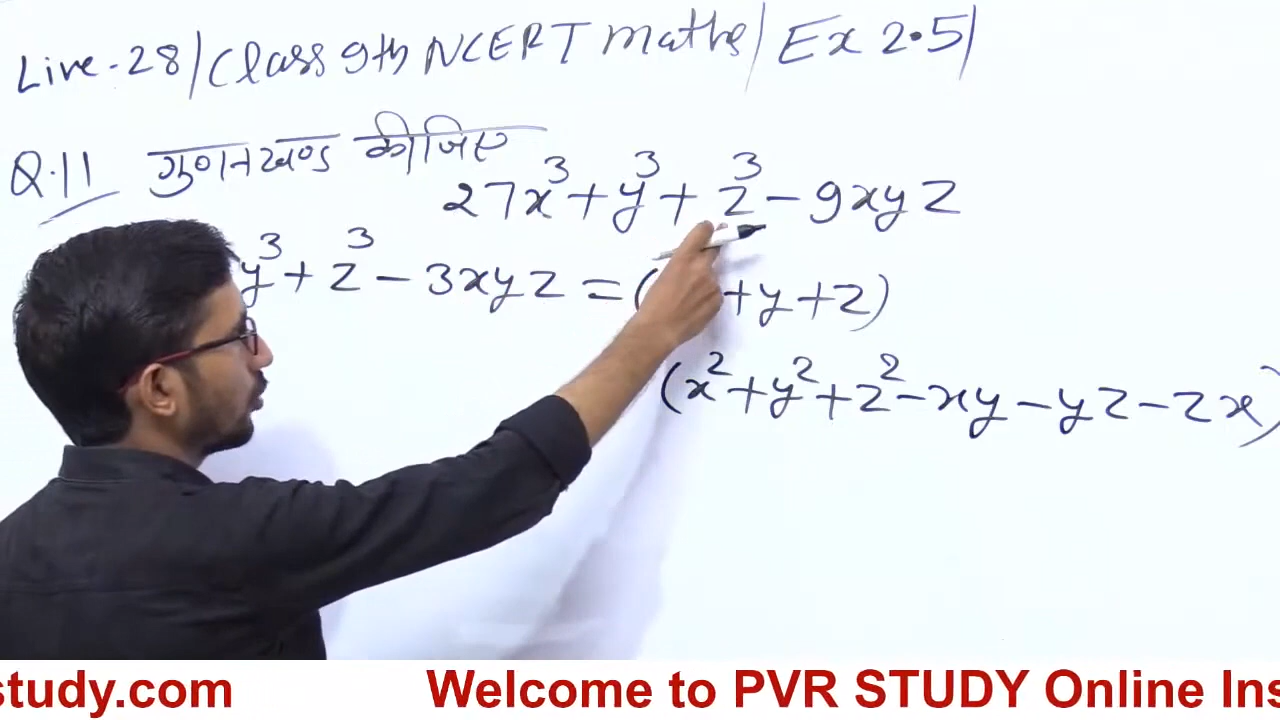 Live-28/Class 9th NCERT maths/Ex 2.5/
Q.11 गुणनखण्ड कीजिए
27x³+y³+z³-9xyz
y³+z³-3xyz=( +y+z)
(x²+y²+z²-xy-yz-zx)
study.com Welcome to PVR STUDY Online Ins